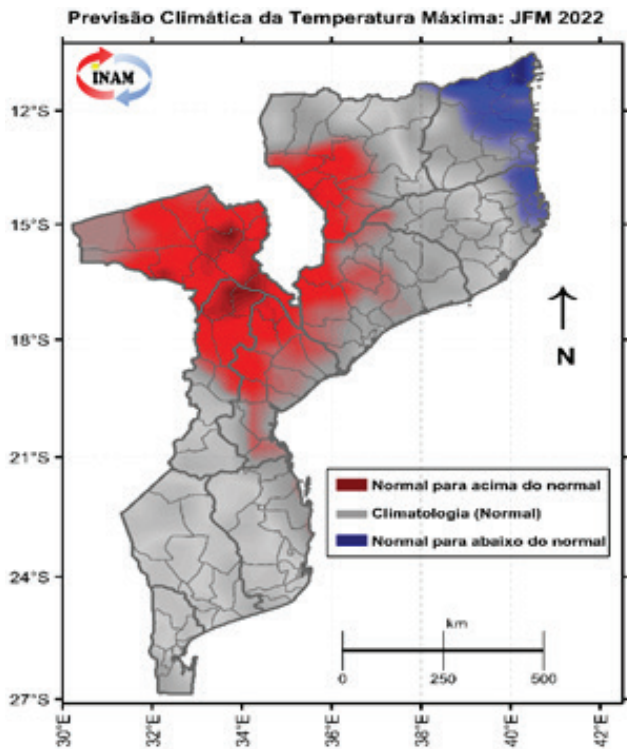 Previsão Climática da Temperatura Máxima: JFM 2022
INAM
12°S
15°S
18°S
21°S
24°S
27°S
N
Normal para acima do normal
Climatologia (Normal)
Normal para abaixo do normal
km
0 250 500
30°E 32°E 34°E 36°E 38°E 40°E